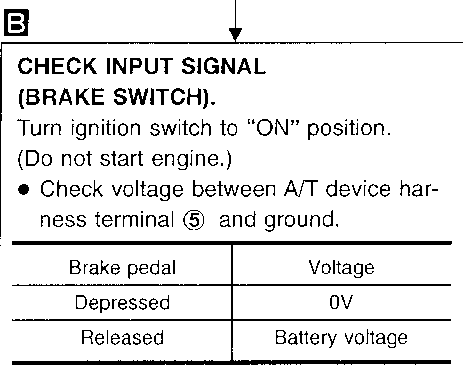 B
CHECK INPUT SIGNAL
(BRAKE SWITCH).
Turn ignition switch to “ON” position.
(Do not start engine.)
● Check voltage between A/T device har-
ness terminal ⑤ and ground.
Brake pedal Voltage
Depressed 0V
Released Battery voltage